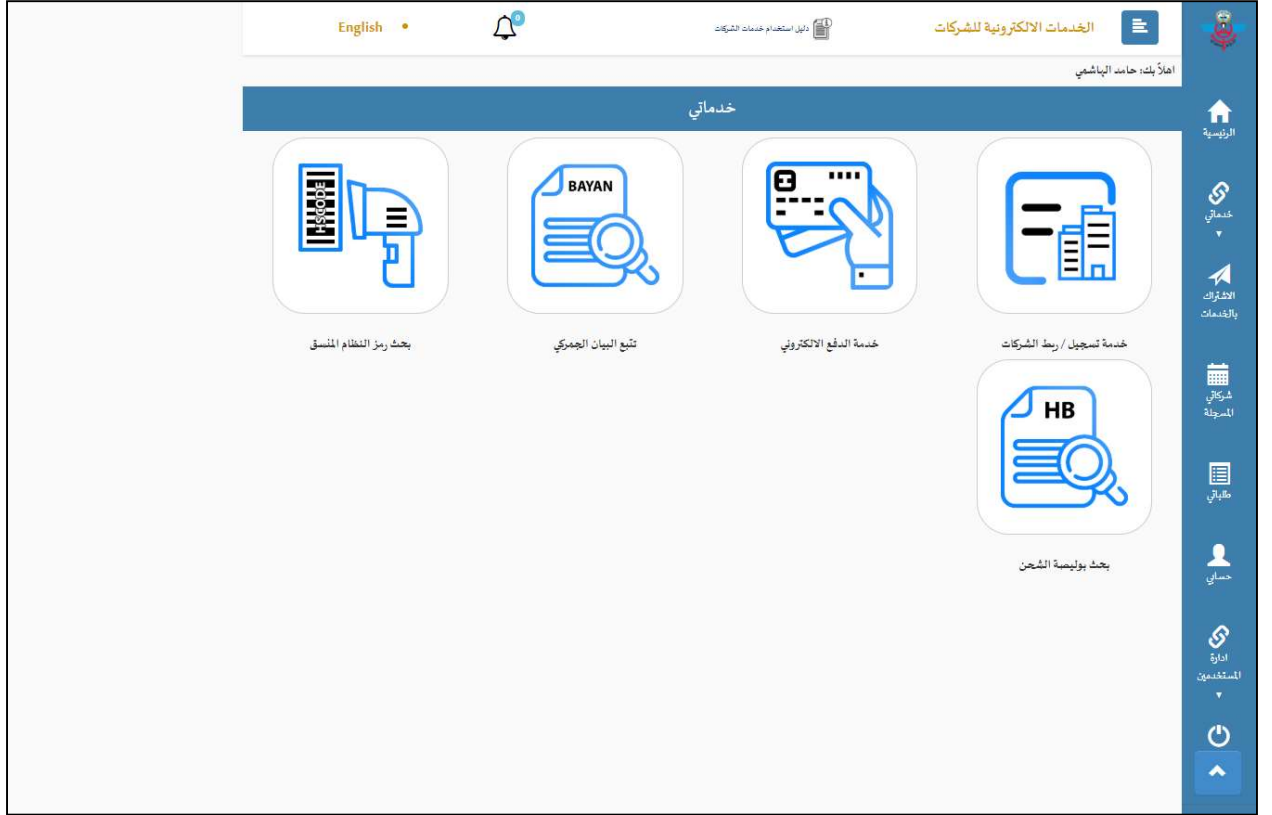 الخدمات الالكترونية للشركات
دليل استخدام خدمات الشركات
0
English
اهلاً بك: حامد الهاشمي
خدماتي
خدمة تسجيل / ربط الشركات
خدمة الدفع الالكتروني
BAYAN
تتبع البيان الجمركي
HSCODE
بحث رمز النظام المنسق
HB
بحث بوليصة الشحن
الرئيسية
خدماتي
الاشتراك
بالخدمات
شركاتي
المسجلة
طلباتي
حسابي
ادارة
المستخدمين